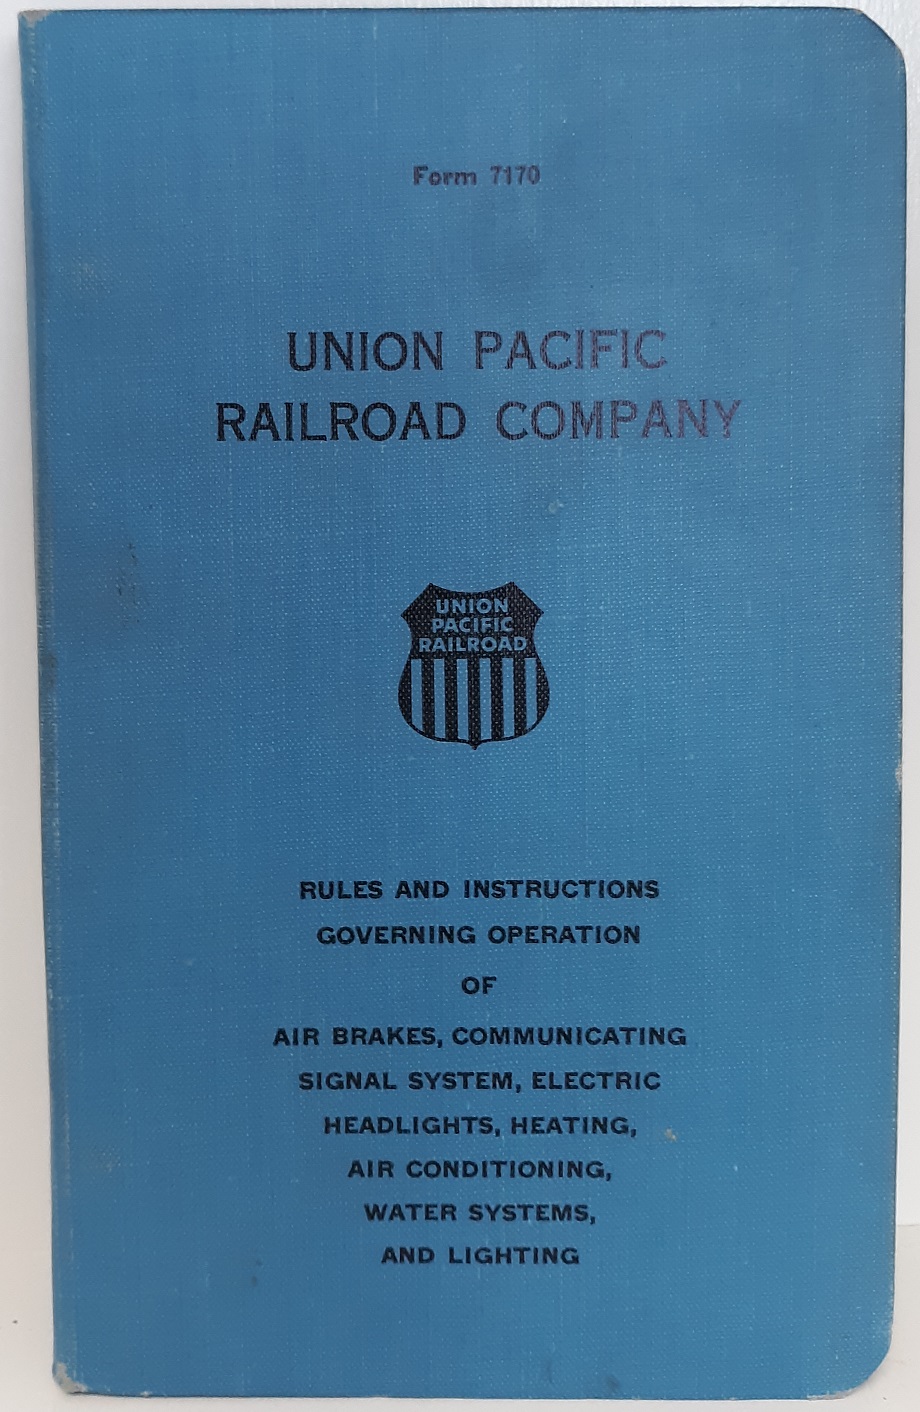 Form 7170
UNION PACIFIC
RAILROAD COMPANY
UNION
PACIFIC
RAILROAD
RULES AND INSTRUCTIONS
GOVERNING OPERATION
OF
AIR BRAKES, COMMUNICATING
SIGNAL SYSTEM, ELECTRIC
HEADLIGHTS, HEATING,
AIR CONDITIONING,
WATER SYSTEMS,
AND LIGHTING